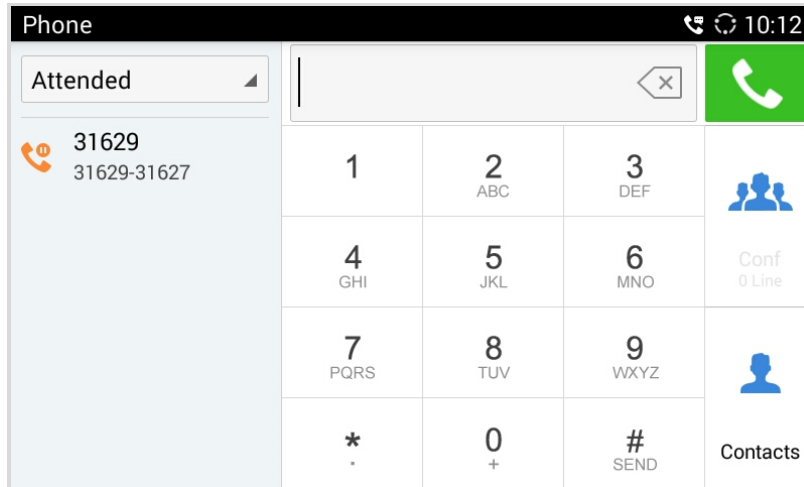 Phone
10:12
Attended
31629
31629-31627
1
2
ABC
3
DEF
4
GHI
5
JKL
6
MNO
Conf
0 Line
7
PQRS
8
TUV
9
WXYZ
*
.
0
+
#
SEND
Contacts